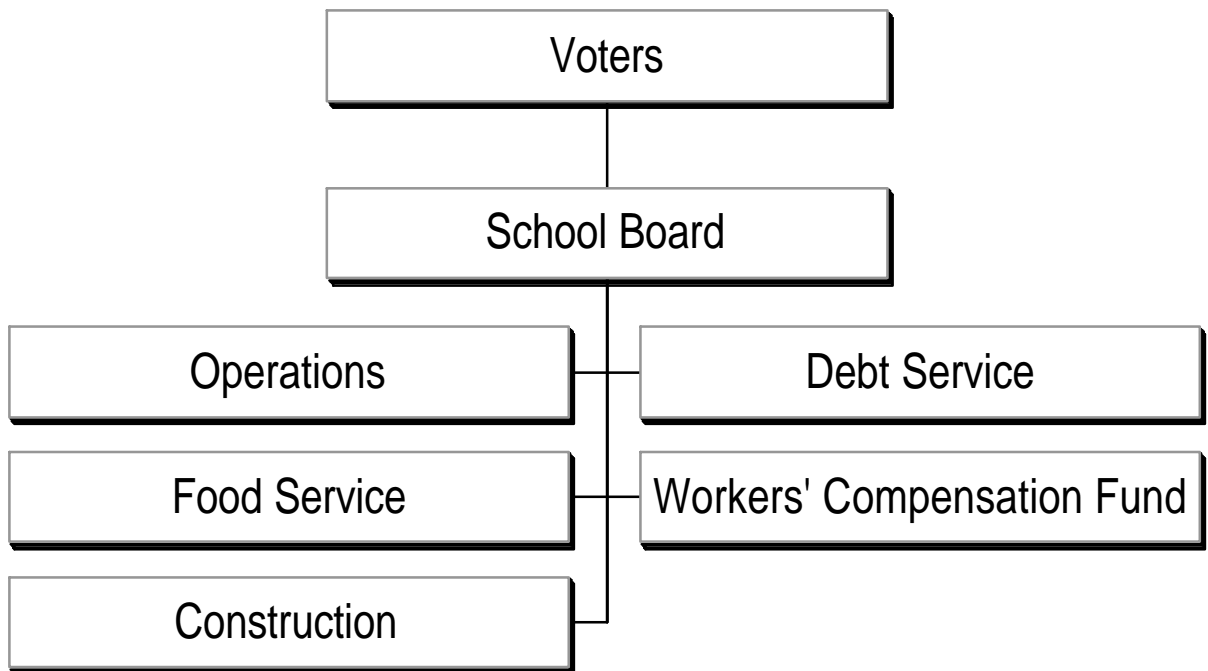 Voters
School Board
Operations
Debt Service
Food Service
Workers' Compensation Fund
Construction